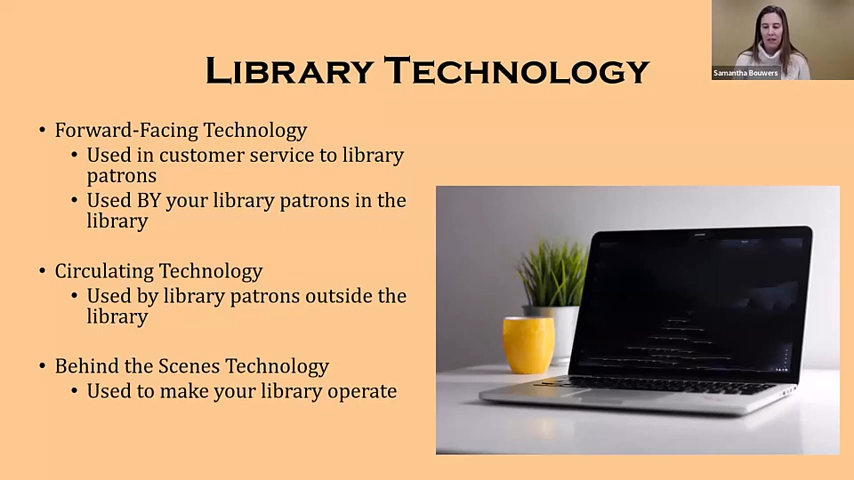 Samantha Bouwers
LIBRARY TECHNOLOGY
• Forward-Facing Technology
• Used in customer service to library
patrons
• Used BY your library patrons in the
library
• Circulating Technology
• Used by library patrons outside the
library
• Behind the Scenes Technology
• Used to make your library operate